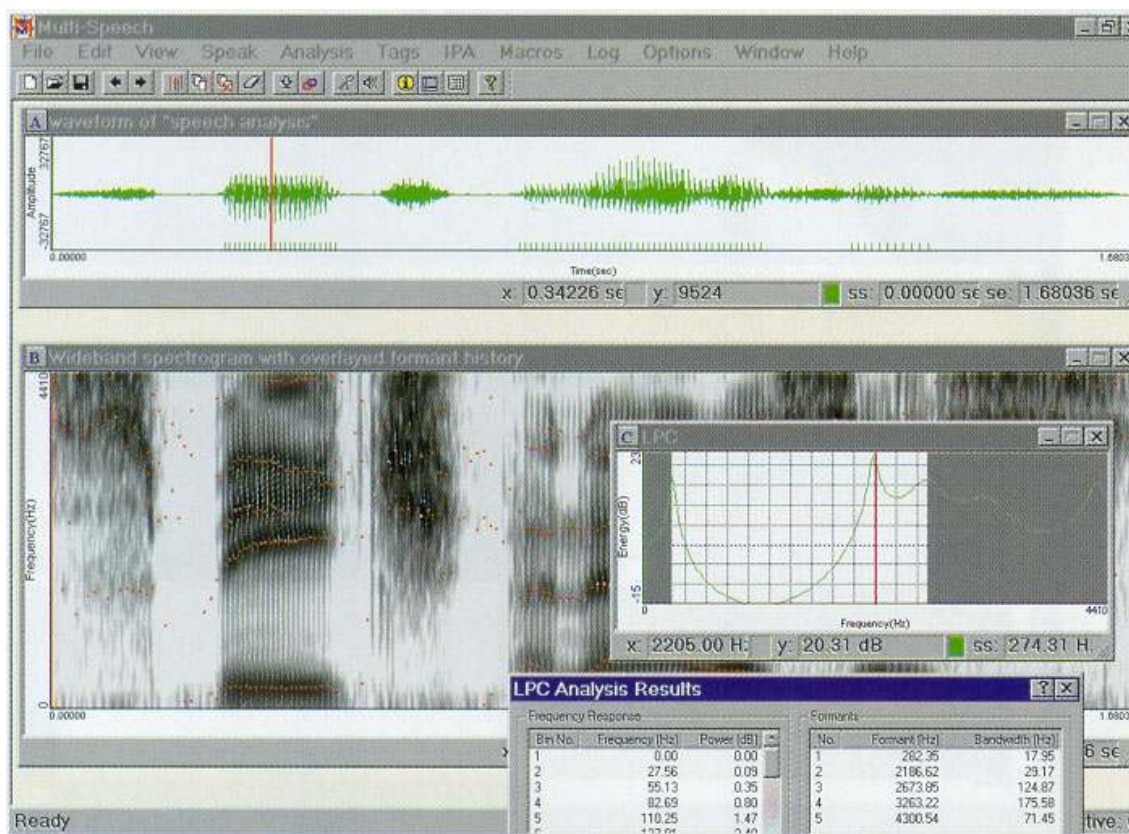 Multi-Speech
File Edit View Speak Analysis Tags IPA Macros Log Options Window Help
A waveform of "speech analysis"
32767
Amplitude
-32767
0.00000
1.6803
Time(sec)
x: 0.34226 se y: 9524 ss: 0.00000 se se: 1.68036 se
B Wideband spectrogram with overlayed formant history
4410
Frequency(Hz)
0
0.00000
C LPC
23
Energy(dB)
-15
0
4410
Frequency(Hz)
x: 2205.00 H: y: 20.31 dB ss: 274.31 H.
LPC Analysis Results
Frequency Response
Bin No. Frequency (Hz) Power (dB)
1 0.00 0.00
2 27.56 0.09
3 55.13 0.35
4 82.69 0.80
5 110.25 1.47
Formants
No. Formant (Hz) Bandwidth (Hz)
1 282.35 17.95
2 2186.62 29.17
3 2673.85 124.87
4 3263.22 175.58
5 4300.54 71.45
6 se
Ready
tive: